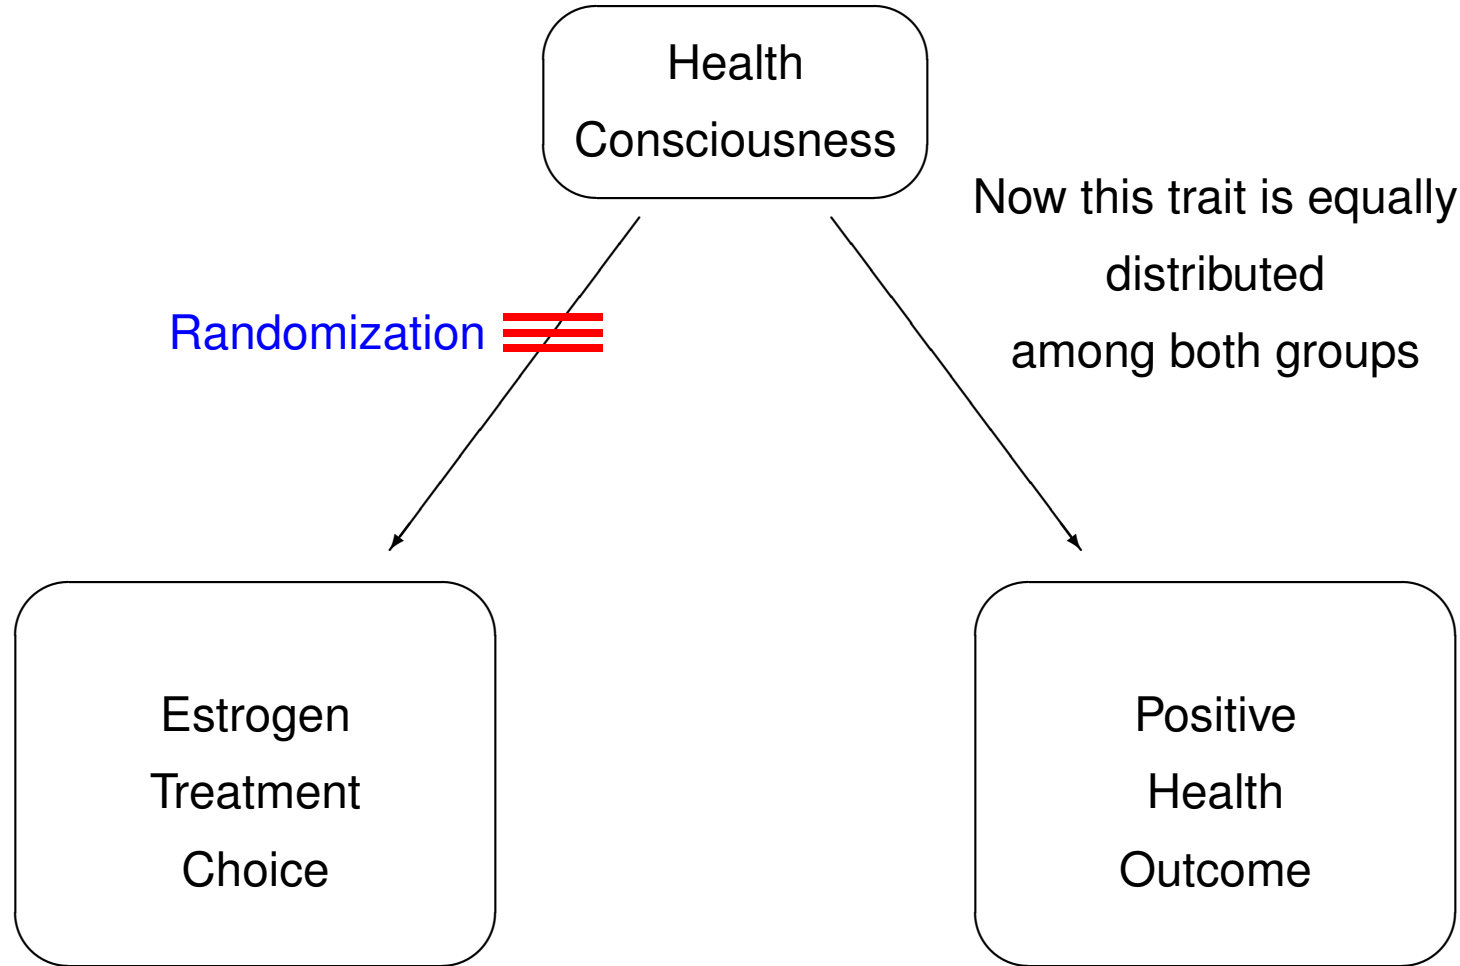 Health
Consciousness
Now this trait is equally
distributed
among both groups
Randomization
Estrogen
Treatment
Choice
Positive
Health
Outcome